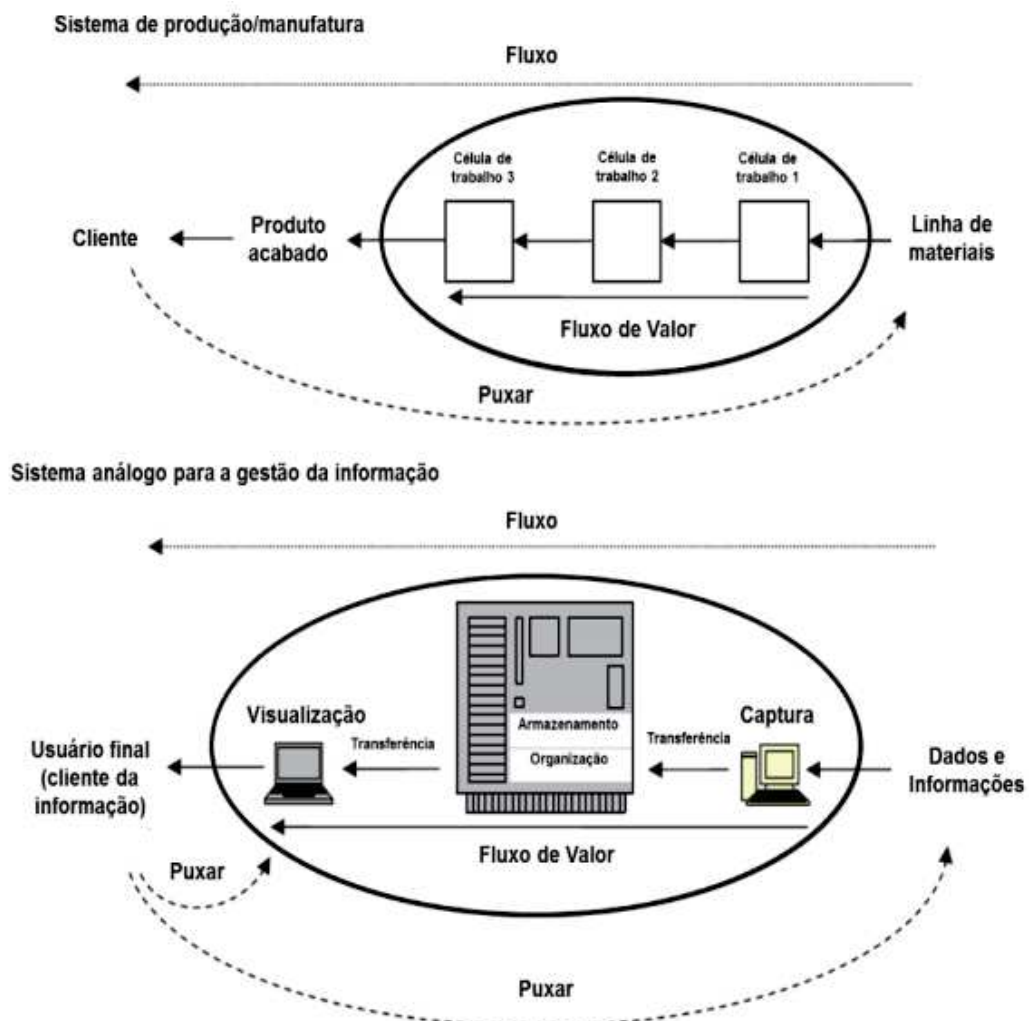 Sistema de produção/manufatura
Fluxo
Célula de
trabalho 3
Célula de
trabalho 2
Célula de
trabalho 1
Cliente
Produto
acabado
Linha de
materiais
Fluxo de Valor
Puxar
Sistema análogo para a gestão da informação
Fluxo
Visualização
Transferência
Armazenamento
Organização
Transferência
Captura
Usuário final
(cliente da
informação)
Dados e
Informações
Fluxo de Valor
Puxar
Puxar